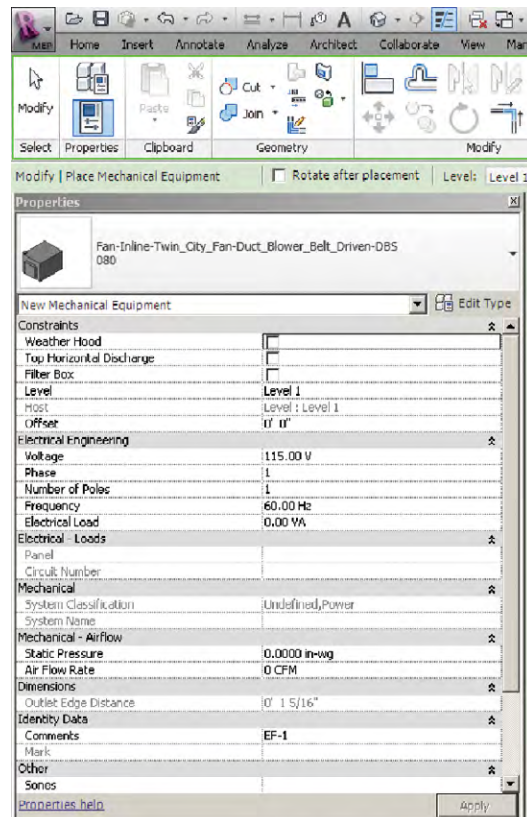 MEP Home Insert Annotate Analyze Architect Collaborate View
Cut
Modify Paste
Join
Select Properties Clipboard Geometry Modify
Modify | Place Mechanical Equipment Rotate after placement Level: Level 1
Properties
Fan-Inline-Twin_City_Fan-Duct_Blower_Belt_Driven-DBS
080
New Mechanical Equipment Edit Type
Constraints
Weather Hood
Top Horizontal Discharge
Filter Box
Level Level 1
Host Level : Level 1
Offset 0' 0"
Electrical Engineering
Voltage 115.00 V
Phase 1
Number of Poles 1
Frequency 60.00 Hz
Electrical Load 0.00 VA
Electrical - Loads
Panel
Circuit Number
Mechanical
System Classification Undefined,Power
System Name
Mechanical - Airflow
Static Pressure 0.0000 in-wg
Air Flow Rate 0 CFM
Dimensions
Outlet Edge Distance 0' 1 5/16"
Identity Data
Comments EF-1
Mark
Other
Sones
Properties help Apply